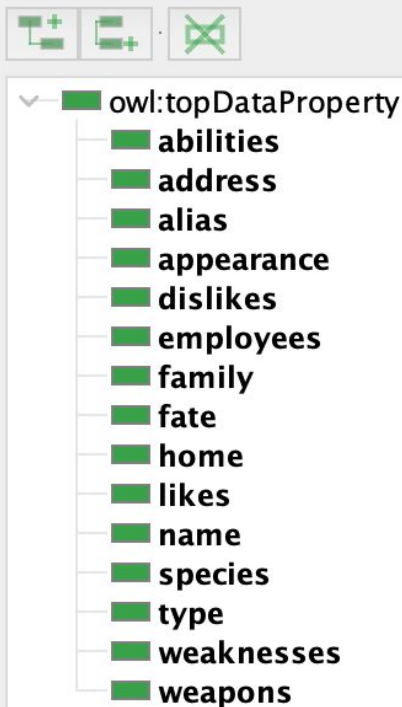 owl:topDataProperty
abilities
address
alias
appearance
dislikes
employees
family
fate
home
likes
name
species
type
weaknesses
weapons